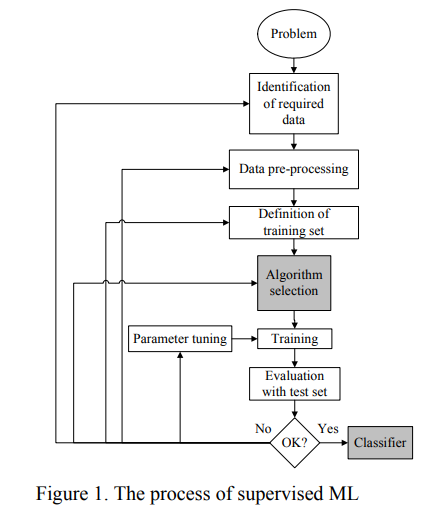 Problem
Identification
of required
data
Data pre-processing
Definition of
training set
Algorithm
selection
Parameter tuning
Training
Evaluation
with test set
No
OK?
Yes
Classifier
Figure 1. The process of supervised ML